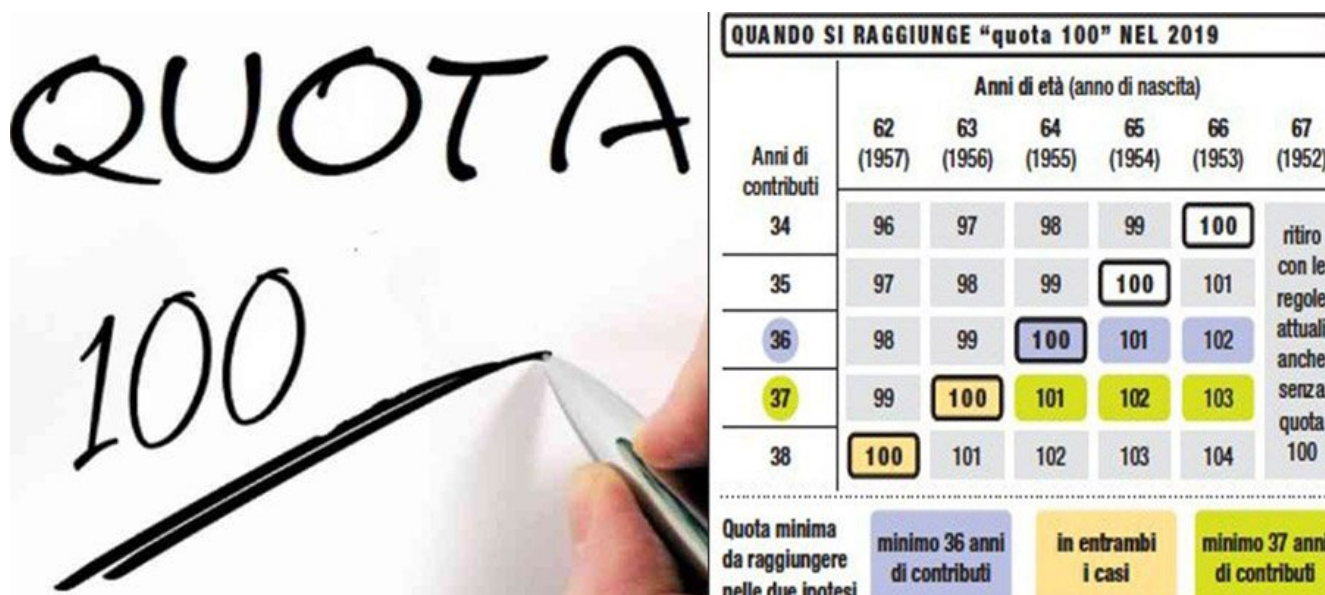 QUOTA
100
QUANDO SI RAGGIUNGE “quota 100” NEL 2019
Anni di età (anno di nascita)
Anni di
contributi
62 63 64 65 66 67
(1957) (1956) (1955) (1954) (1953) (1952)
34 96 97 98 99 100
35 97 98 99 100 101
36 98 99 100 101 102
37 99 100 101 102 103
38 100 101 102 103 104
ritiro
con le
regole
attuali
anche
senza
quota
100
Quota minima
da raggiungere
nelle due ipotesi
minimo 36 anni
di contributi
in entrambi
i casi
minimo 37 anni
di contributi